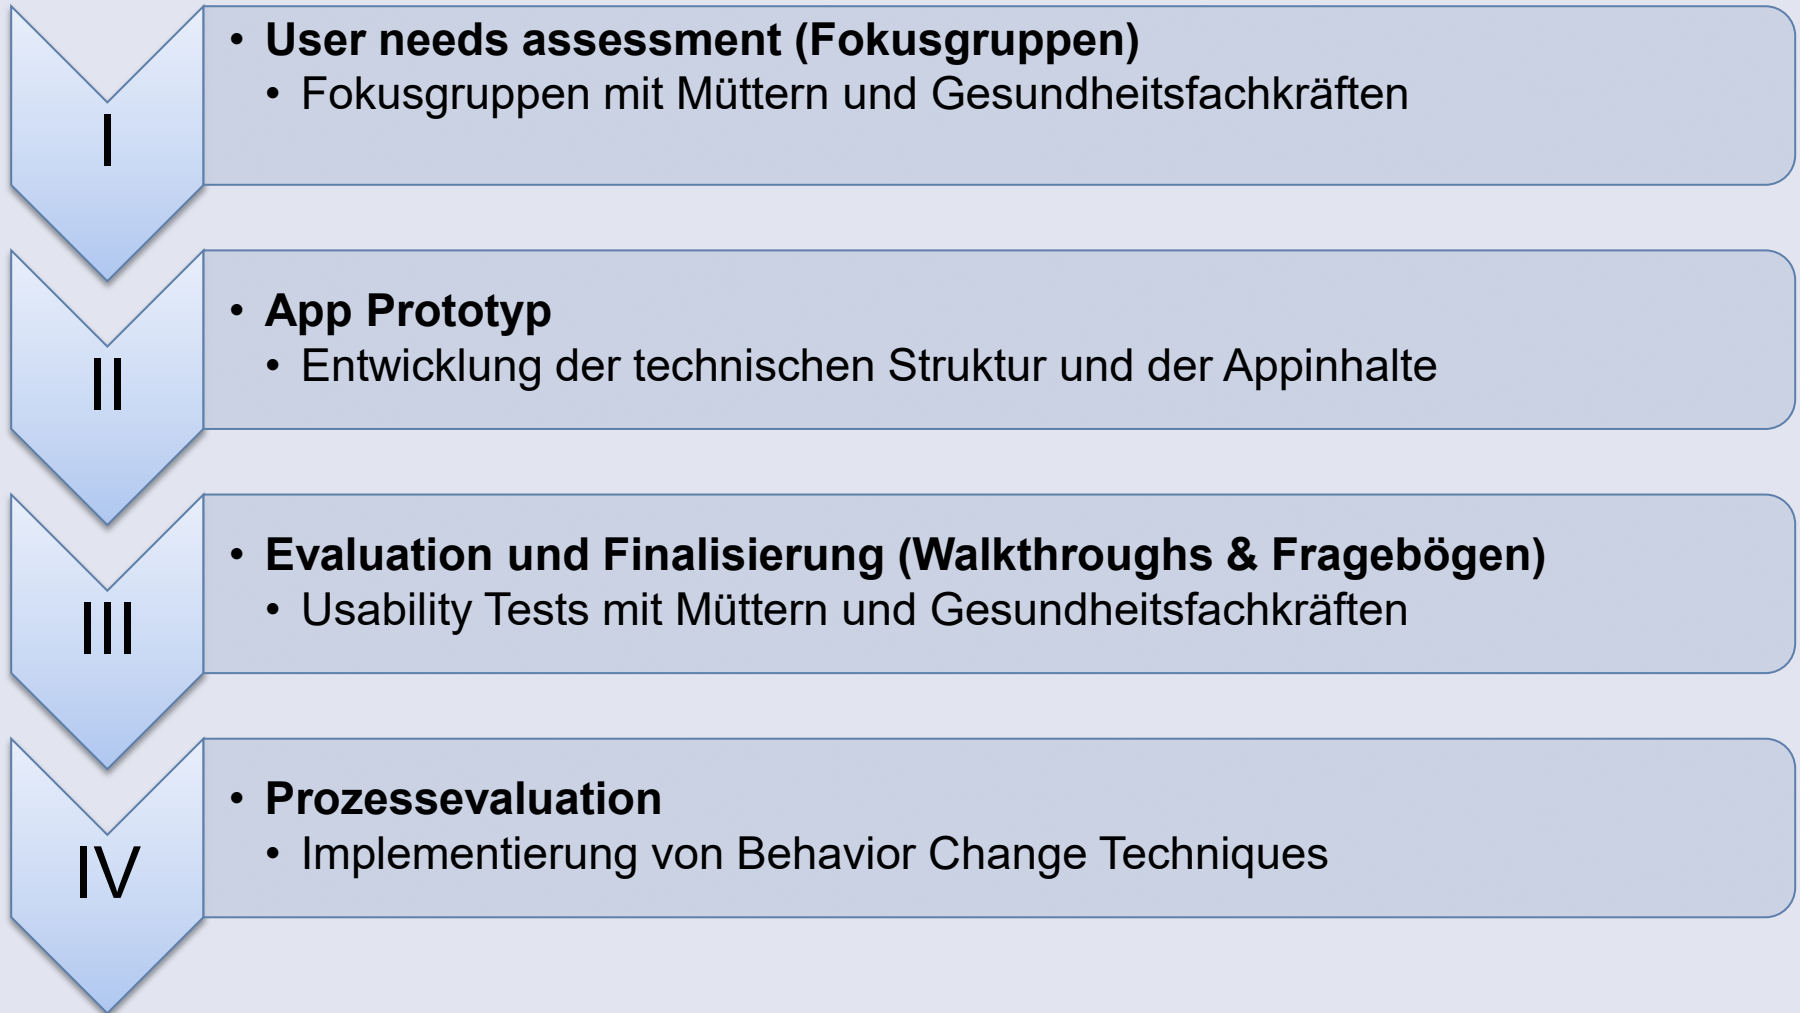 I
• User needs assessment (Fokusgruppen)
• Fokusgruppen mit Müttern und Gesundheitsfachkräften
II
• App Prototyp
• Entwicklung der technischen Struktur und der Appinhalte
III
• Evaluation und Finalisierung (Walkthroughs & Fragebögen)
• Usability Tests mit Müttern und Gesundheitsfachkräften
IV
• Prozessevaluation
• Implementierung von Behavior Change Techniques